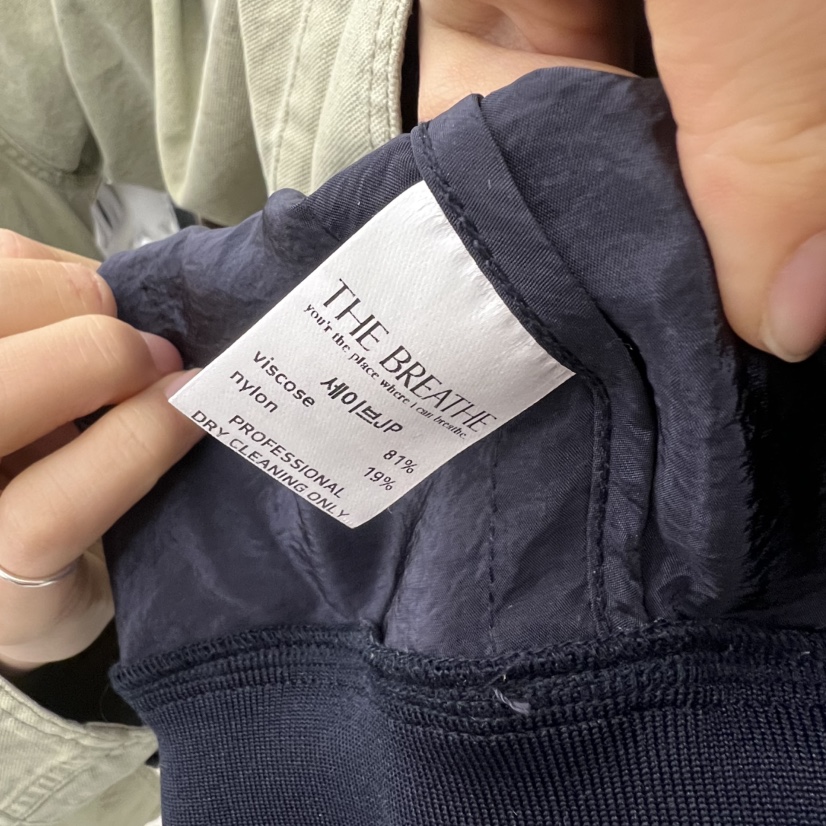 THE BREATHE
you'r the place where I can breathe.
세이브JP
viscose 81%
nylon 19%
PROFESSIONAL
DRY CLEANING ONLY